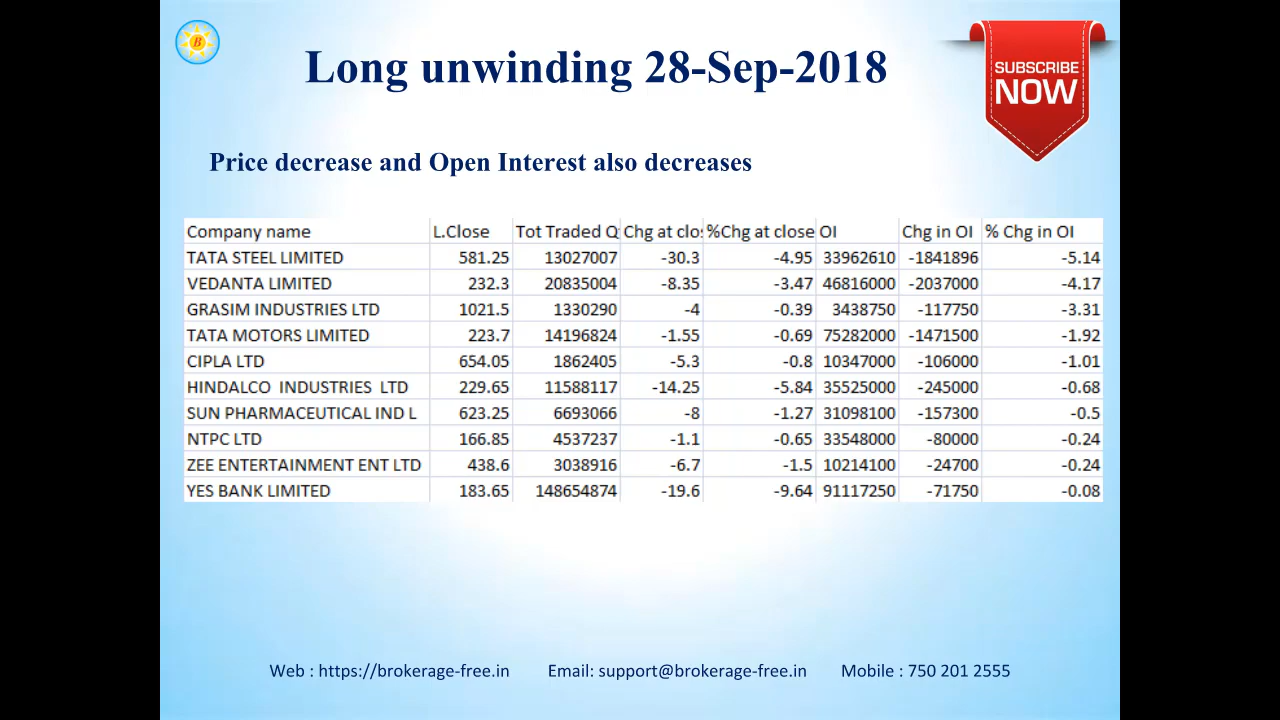 B
Long unwinding 28-Sep-2018
SUBSCRIBE
NOW
Price decrease and Open Interest also decreases
Company name L.Close Tot Traded Q Chg at clo %Chg at close OI Chg in OI % Chg in OI
TATA STEEL LIMITED 581.25 13027007 -30.3 -4.95 33962610 -1841896 -5.14
VEDANTA LIMITED 232.3 20835004 -8.35 -3.47 46816000 -2037000 -4.17
GRASIM INDUSTRIES LTD 1021.5 1330290 -4 -0.39 3438750 -117750 -3.31
TATA MOTORS LIMITED 223.7 14196824 -1.55 -0.69 75282000 -1471500 -1.92
CIPLA LTD 654.05 1862405 -5.3 -0.8 10347000 -106000 -1.01
HINDALCO INDUSTRIES LTD 229.65 11588117 -14.25 -5.84 35525000 -245000 -0.68
SUN PHARMACEUTICAL IND L 623.25 6693066 -8 -1.27 31098100 -157300 -0.5
NTPC LTD 166.85 4537237 -1.1 -0.65 33548000 -80000 -0.24
ZEE ENTERTAINMENT ENT LTD 438.6 3038916 -6.7 -1.5 10214100 -24700 -0.24
YES BANK LIMITED 183.65 148654874 -19.6 -9.64 91117250 -71750 -0.08
Web : https://brokerage-free.in Email: support@brokerage-free.in Mobile : 750 201 2555